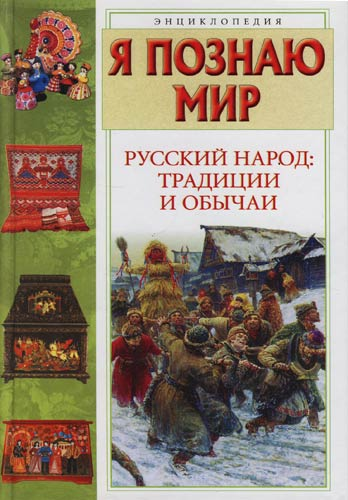 ЭНЦИКЛОПЕДИЯ
Я ПОЗНАЮ
МИР
РУССКИЙ НАРОД:
ТРАДИЦИИ
И ОБЫЧАИ